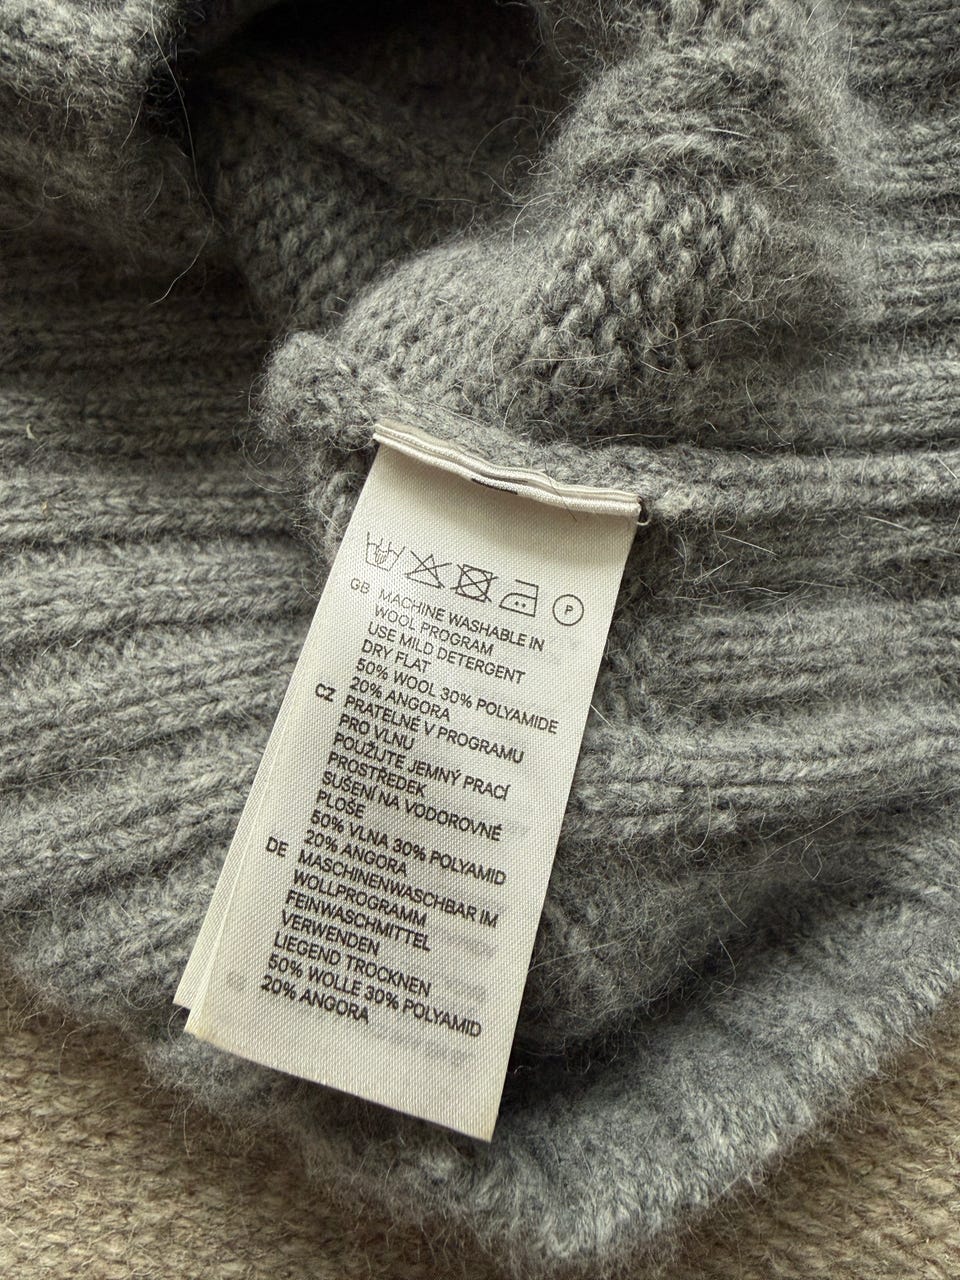 P
GB MACHINE WASHABLE IN
WOOL PROGRAM
USE MILD DETERGENT
DRY FLAT
50% WOOL 30% POLYAMIDE
20% ANGORA
CZ PRATELNÉ V PROGRAMU
PRO VLNU
POUŽIJTE JEMNÝ PRACÍ
PROSTŘEDEK
SUŠENÍ NA VODOROVNÉ
PLOŠE
50% VLNA 30% POLYAMID
20% ANGORA
DE MASCHINENWASCHBAR IM
WOLLPROGRAMM
FEINWASCHMITTEL
VERWENDEN
LIEGEND TROCKNEN
50% WOLLE 30% POLYAMID
20% ANGORA